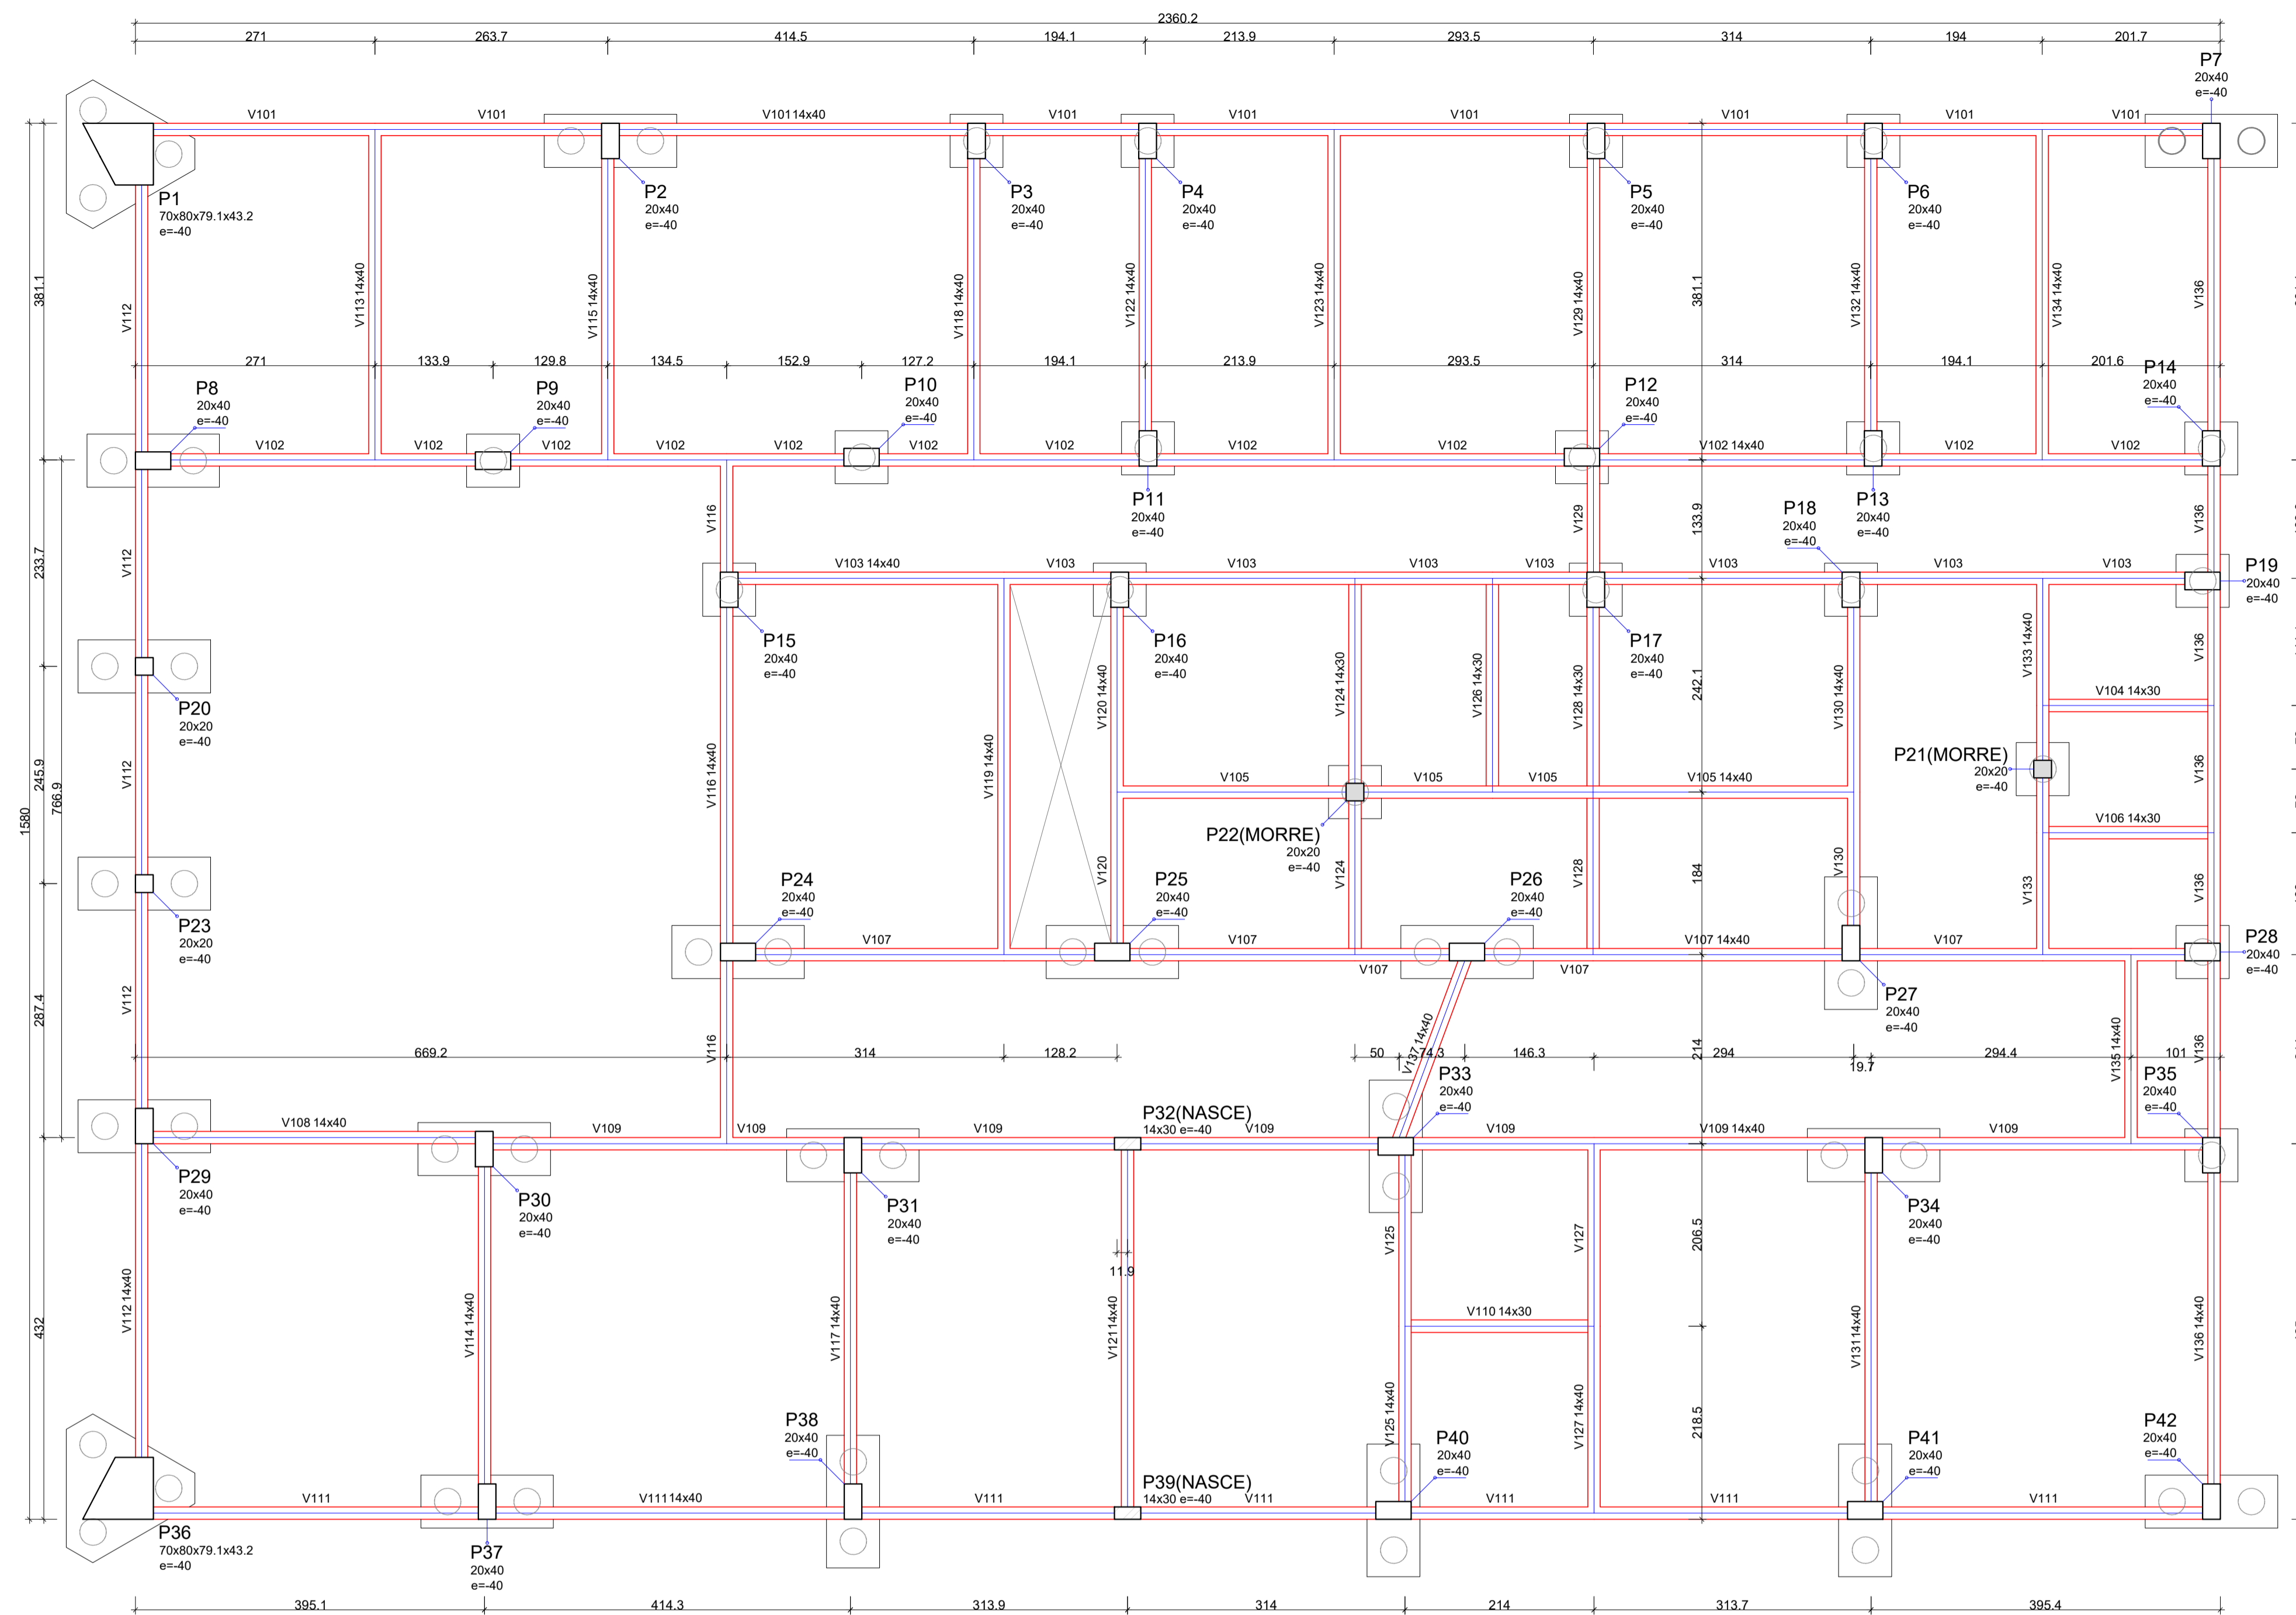 2360.2
271 263.7 414.5 194.1 213.9 293.5 314 194 201.7
P7
20x40
e=-40
V101 V101 V101 14x40 V101 V101 V101 V101 V101 V101
P1
70x80x79.1x43.2
e=-40
P2
20x40
e=-40
P3
20x40
e=-40
P4
20x40
e=-40
P5
20x40
e=-40
P6
20x40
e=-40
381.1
V112
V113 14x40
V115 14x40
V118 14x40
V122 14x40
V123 14x40
V129 14x40
381.1
V132 14x40
V134 14x40
V136
271 133.9 129.8 134.5 152.9 127.2 194.1 213.9 293.5 314 194.1 201.6
P8
20x40
e=-40
P9
20x40
e=-40
P10
20x40
e=-40
P12
20x40
e=-40
P14
20x40
e=-40
V102 V102 V102 V102 V102 V102 V102 V102 V102 V102 14x40 V102 V102
P11
20x40
e=-40
P13
20x40
e=-40
P18
20x40
e=-40
233.7
V112
V116
V129
133.9
V136
V103 14x40 V103 V103 V103 V103 V103 V103 V103
P19
20x40
e=-40
P15
20x40
e=-40
P16
20x40
e=-40
P17
20x40
e=-40
P20
20x20
e=-40
V120 14x40
V124 14x30
V126 14x30
V128 14x30
242.1
V130 14x40
V133 14x40
V136
V104 14x30
1580
766.9
245.9
V112
V116 14x40
V119 14x40
V105 V105 V105 V105 14x40
P21(MORRE)
20x20
e=-40
V136
V106 14x30
P22(MORRE)
20x20
e=-40
V120
V124
V128
184
V130
V133
V136
P23
20x20
e=-40
P24
20x40
e=-40
P25
20x40
e=-40
P26
20x40
e=-40
V107 V107 V107 14x40 V107
V107 V107
P28
20x40
e=-40
P27
20x40
e=-40
287.4
V112
V116
V137 14x40
214
V135 14x40
V136
669.2 314 128.2 50 74.3 146.3 294 19.7 294.4 101
P33
20x40
e=-40
P35
20x40
e=-40
P32(NASCE)
14x30 e=-40
V108 14x40 V109 V109 V109 V109 V109 V109 14x40 V109
P29
20x40
e=-40
P30
20x40
e=-40
P31
20x40
e=-40
P34
20x40
e=-40
V125
V127
206.5
11.9
432
V112 14x40
V114 14x40
V117 14x40
V121 14x40
V110 14x30
V131 14x40
V136 14x40
V125 14x40
V127 14x40
218.5
P38
20x40
e=-40
P40
20x40
e=-40
P41
20x40
e=-40
P42
20x40
e=-40
P39(NASCE)
14x30 e=-40
V111 V111 14x40 V111 V111 V111 V111 V111
P36
70x80x79.1x43.2
e=-40
P37
20x40
e=-40
395.1 414.3 313.9 314 214 313.7 395.4